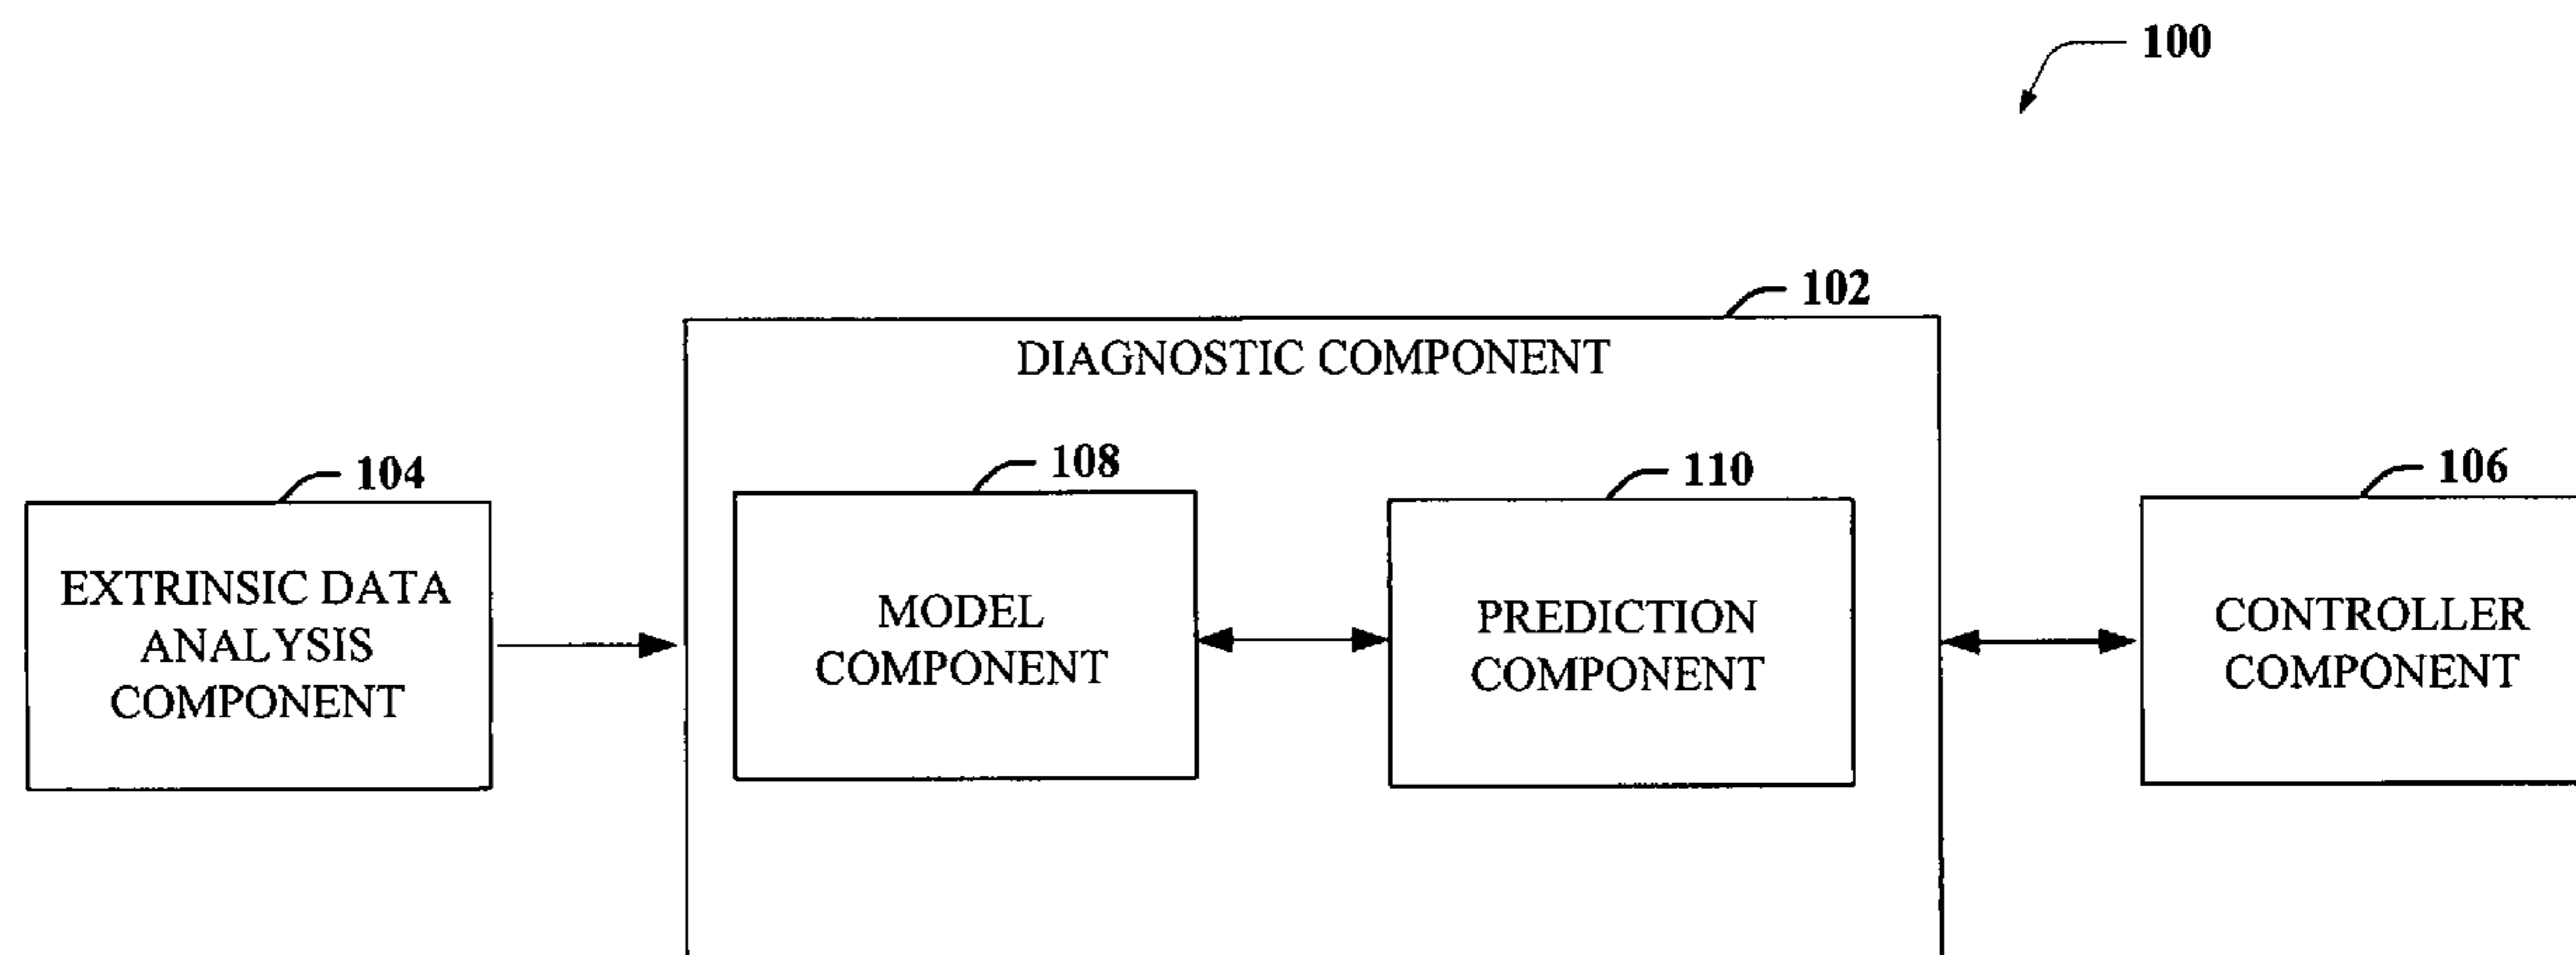 100
102
DIAGNOSTIC COMPONENT
104
EXTRINSIC DATA
ANALYSIS
COMPONENT
108
MODEL
COMPONENT
110
PREDICTION
COMPONENT
106
CONTROLLER
COMPONENT